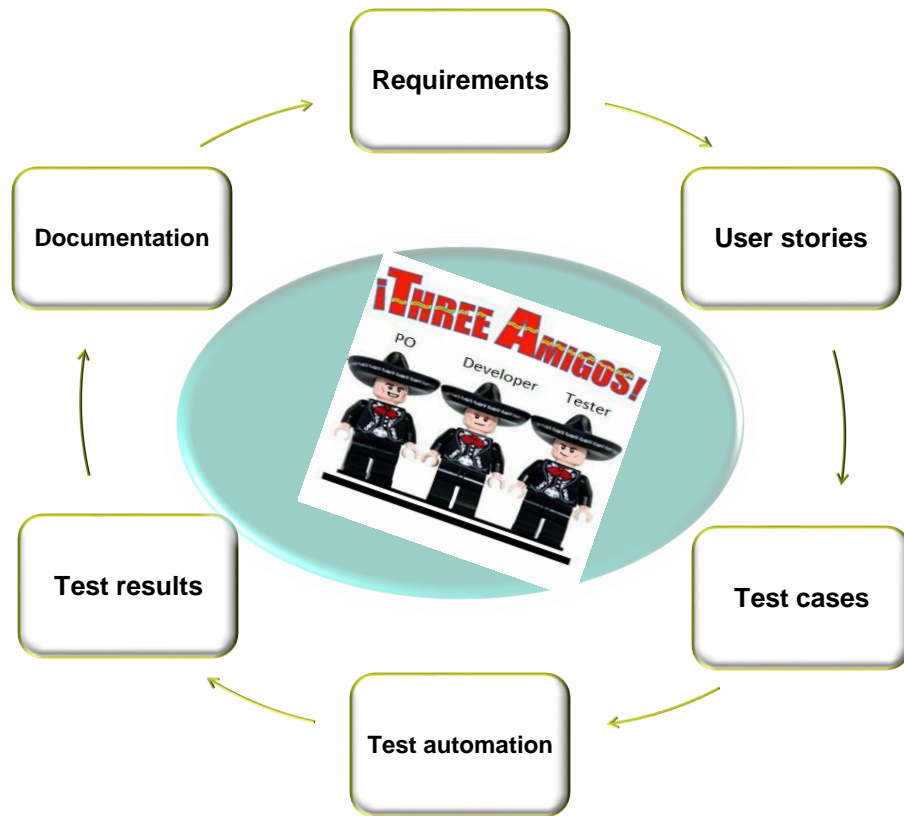 Requirements
User stories
Test cases
Test automation
Test results
Documentation
¡THREE AMIGOS!
PO
Developer
Tester